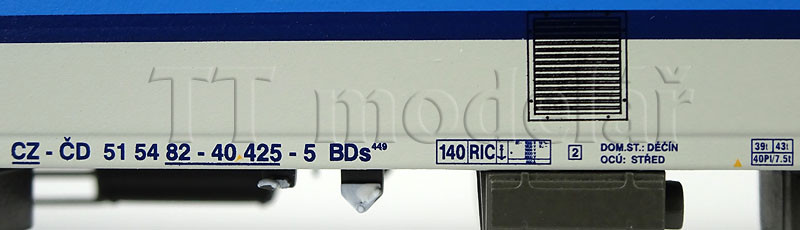 TT modelář
CZ - ČD 51 54 82 - 40 425 - 5 BDs449
140 RIC
2
DOM.ST.: DĚČÍN
OCÚ: STŘED
39t 43t
40Pl/7.5t